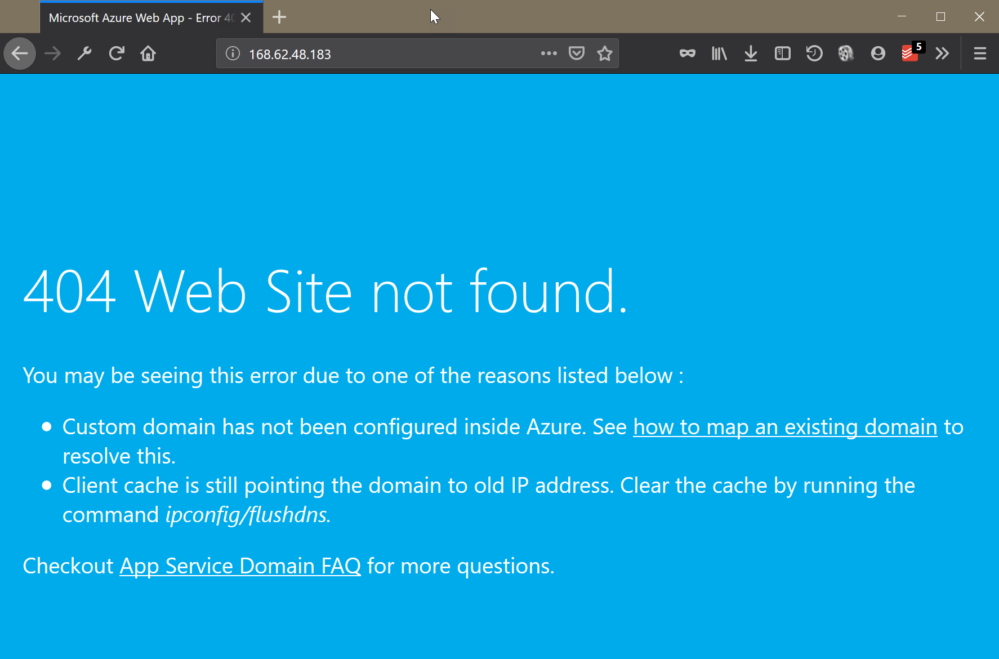 Microsoft Azure Web App - Error 40
168.62.48.183
5
404 Web Site not found.
You may be seeing this error due to one of the reasons listed below :
Custom domain has not been configured inside Azure. See how to map an existing domain to
resolve this.
Client cache is still pointing the domain to old IP address. Clear the cache by running the
command ipconfig/flushdns.
Checkout App Service Domain FAQ for more questions.